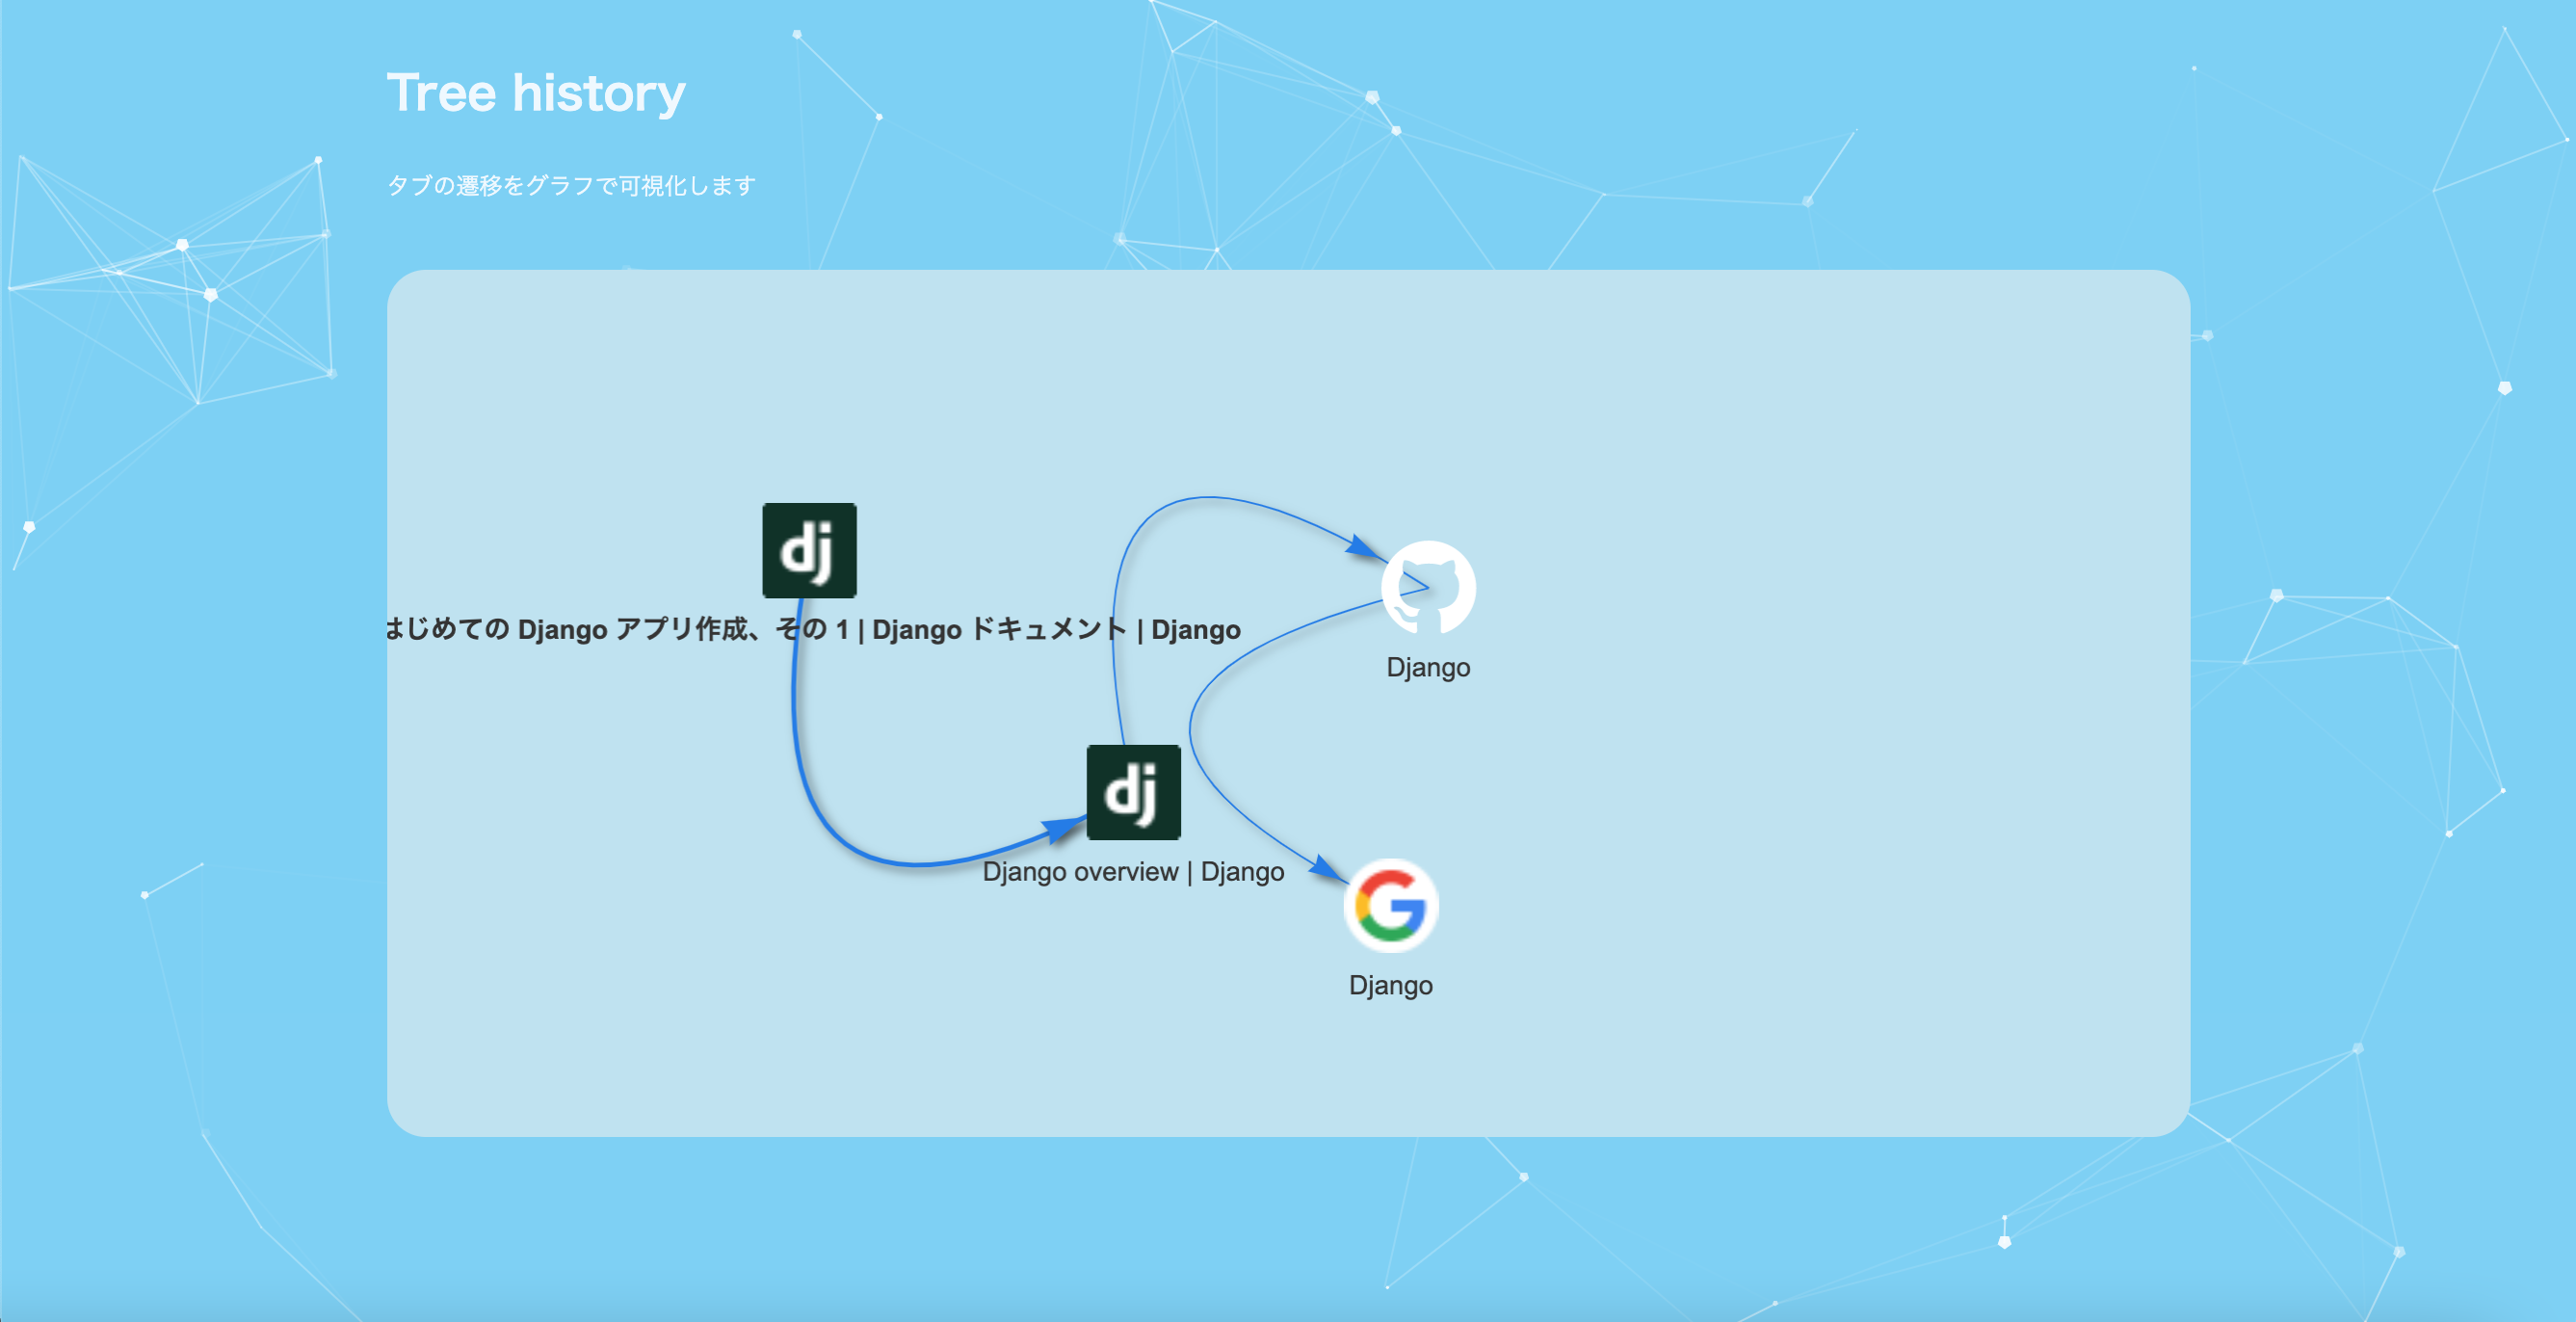 Tree history
タブの遷移をグラフで可視化します
dj
はじめての Django アプリ作成、その 1 | Django ドキュメント | Django
Django
dj
Django overview | Django
G
Django